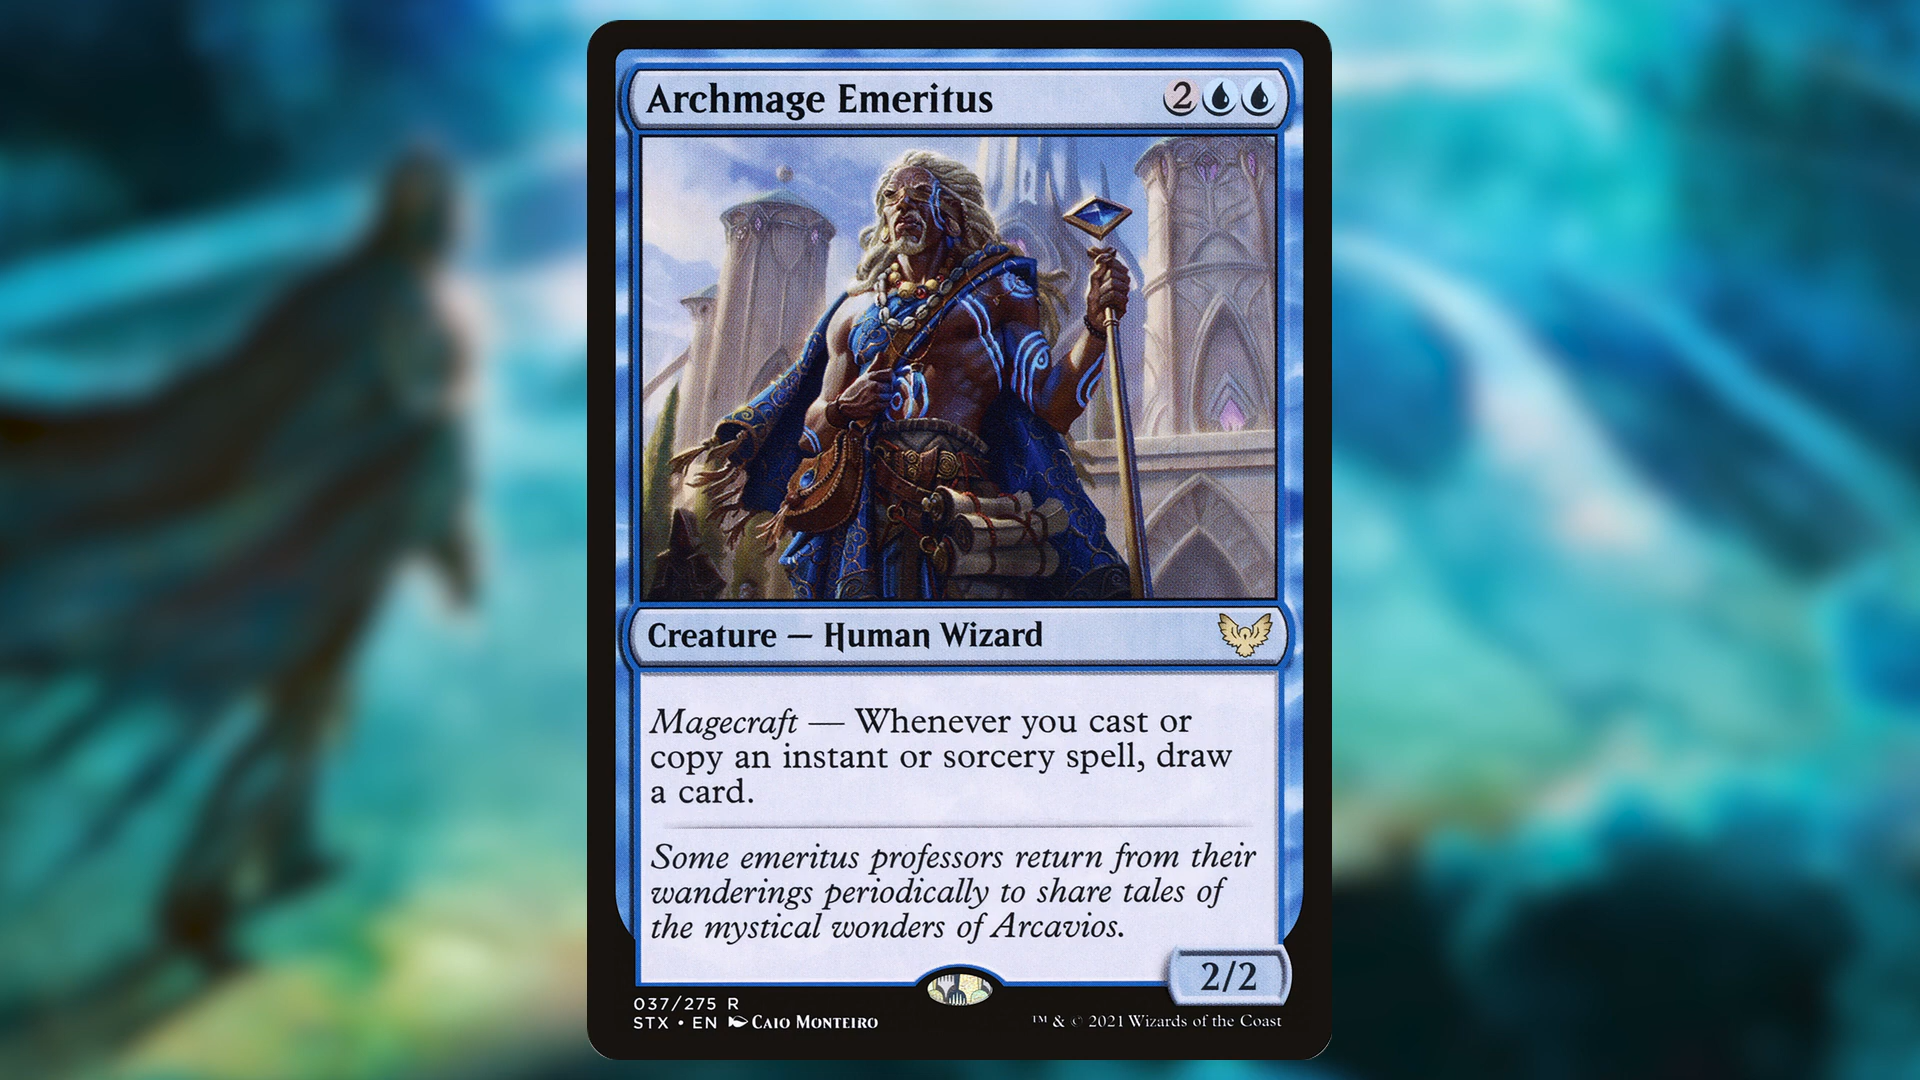 Archmage Emeritus 2
Creature — Human Wizard
Magecraft — Whenever you cast or
copy an instant or sorcery spell, draw
a card.
Some emeritus professors return from their
wanderings periodically to share tales of
the mystical wonders of Arcavios.
2/2
037/275 R
STX • EN Caio Monteiro
™ & © 2021 Wizards of the Coast